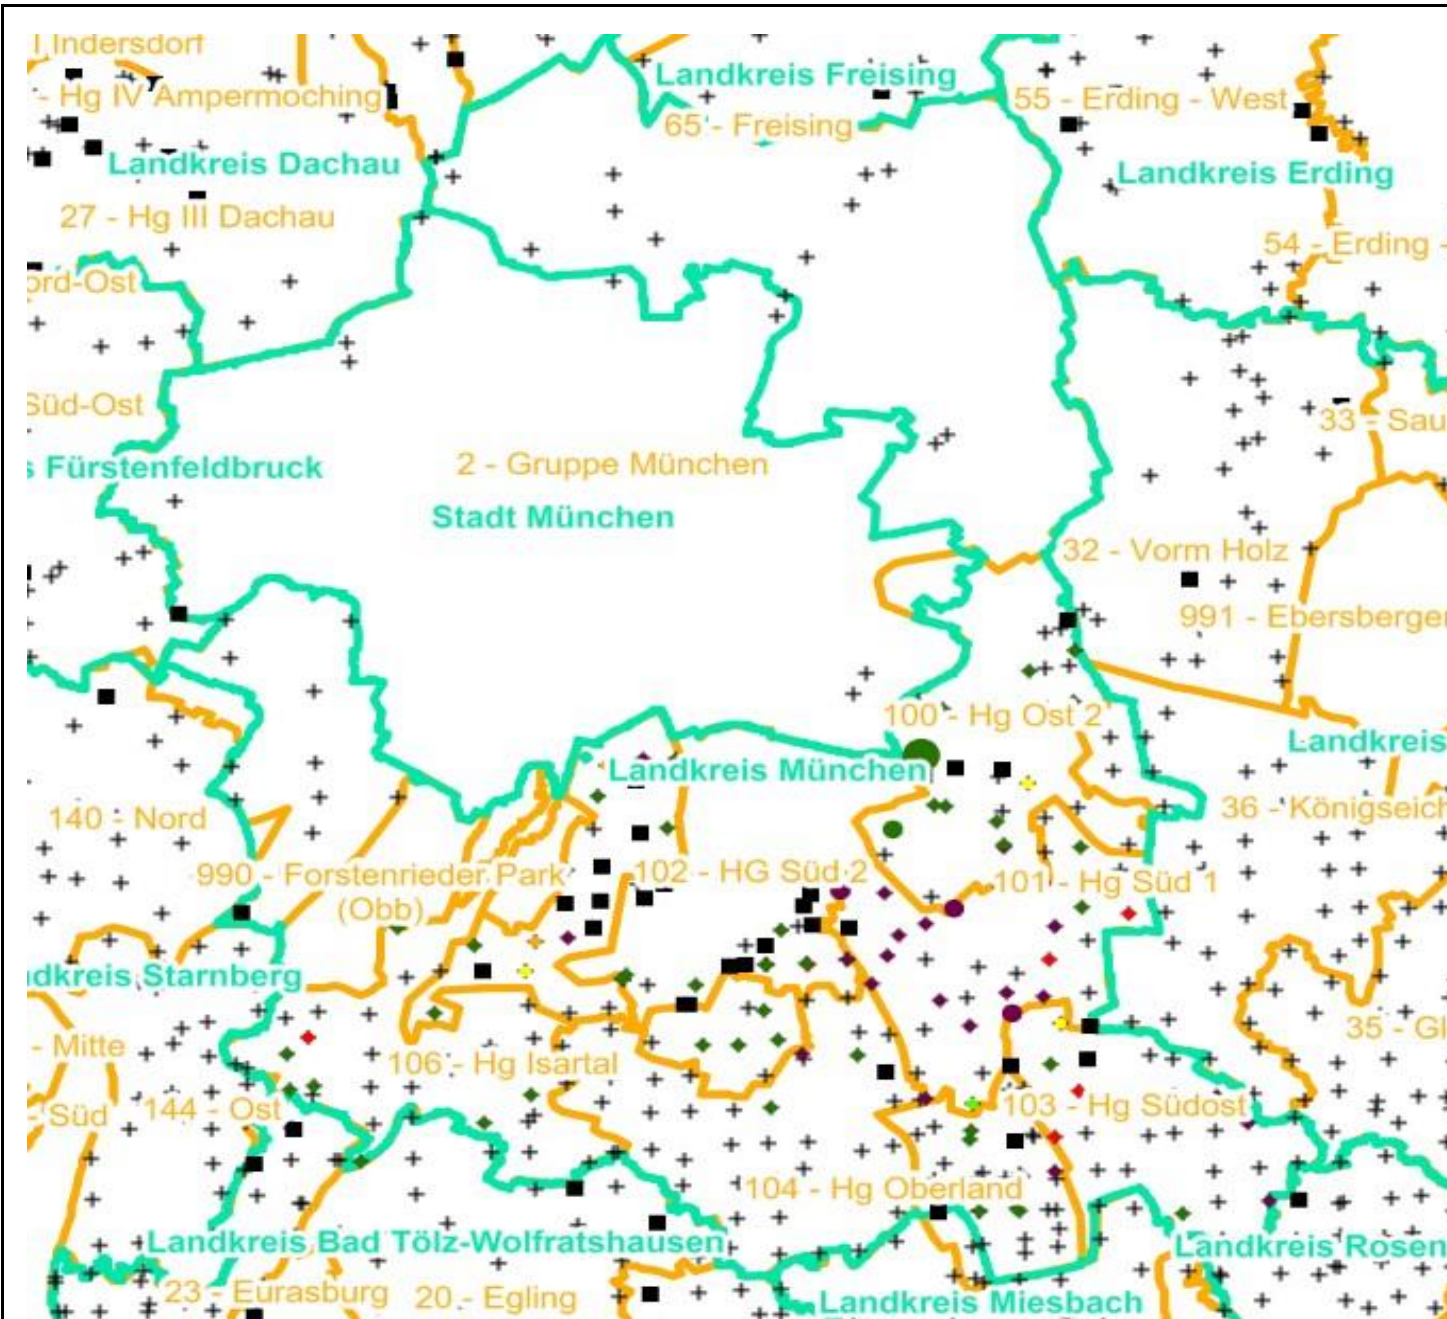 Indersdorf
Landkreis Freising
- Hg IV Ampermoching
55 - Erding - West
65 - Freising
Landkreis Dachau
Landkreis Erding
27 - Hg III Dachau
54 - Erding -
ord-Ost
Süd-Ost
33 - Sau
s Fürstenfeldbruck
2 - Gruppe München
Stadt München
32 - Vorm Holz
991 - Ebersberger
100 - Hg Ost 2
Landkreis
Landkreis München
36 - Königseich
140 - Nord
990 - Forstenrieder Park
(Obb)
102 - HG Süd 2
101 - Hg Süd 1
ndkreis Starnberg
35 - Gl
- Mitte
106 - Hg Isartal
- Süd
144 - Ost
103 - Hg Südost
104 - Hg Oberland
Landkreis Bad Tölz-Wolfratshausen
Landkreis Rosen
23 - Eurasburg
20 - Egling
Landkreis Miesbach